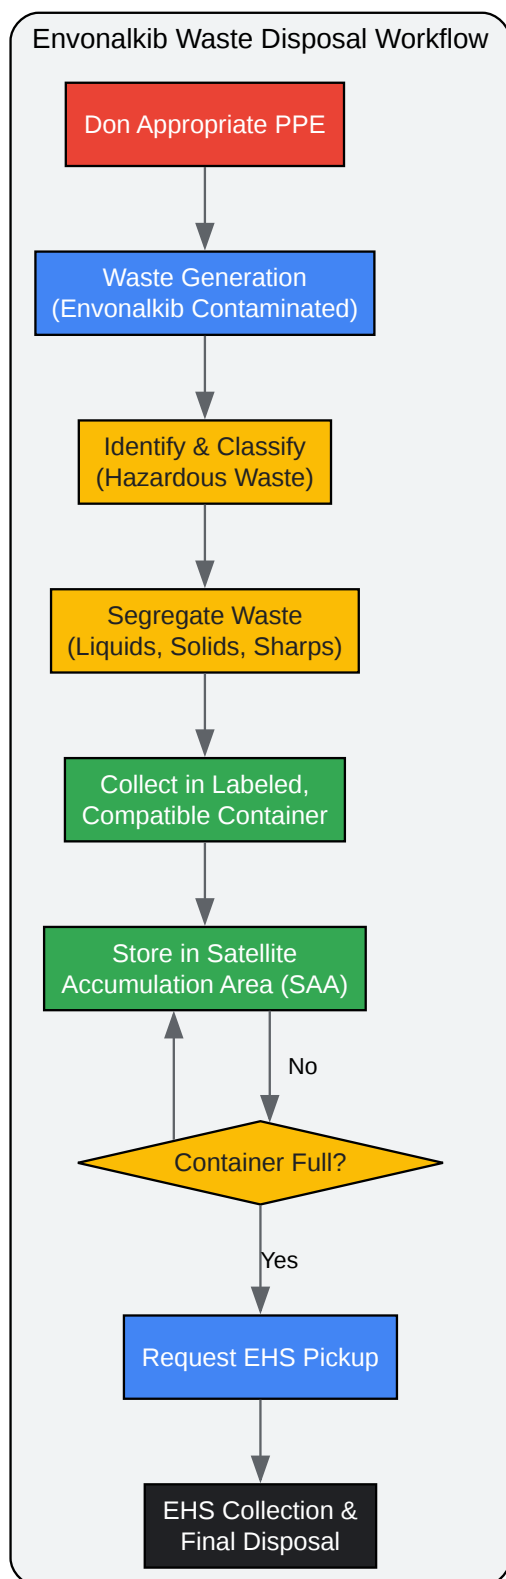 Envonalkib Waste Disposal Workflow
Don Appropriate PPE
Waste Generation
(Envonalkib Contaminated)
Identify & Classify
(Hazardous Waste)
Segregate Waste
(Liquids, Solids, Sharps)
Collect in Labeled,
Compatible Container
Store in Satellite
Accumulation Area (SAA)
No
Container Full?
Yes
Request EHS Pickup
EHS Collection &
Final Disposal